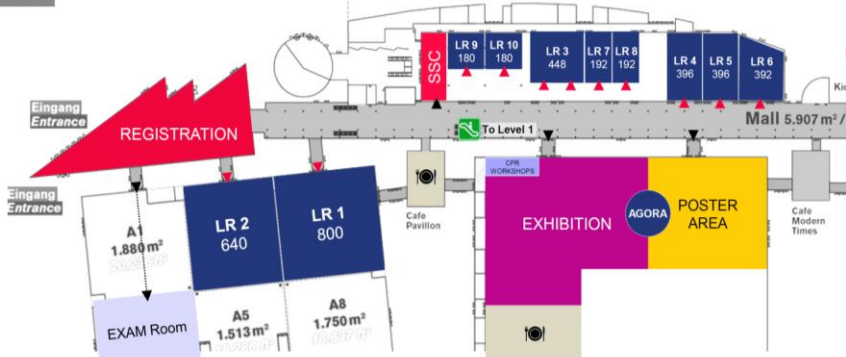 SSC
LR 9
180
LR 10
180
LR 3
448
LR 7
192
LR 8
192
LR 4
396
LR 5
396
LR 6
392
Eingang
Entrance
REGISTRATION
To Level 1
Mall 5.907 m² /
Eingang
Entrance
A1
1.880 m²
LR 2
640
LR 1
800
Cafe
Pavilion
CPR
WORKSHOPS
EXHIBITION
AGORA
POSTER
AREA
Cafe
Modern
Times
EXAM Room
A5
1.513 m²
A8
1.750 m²